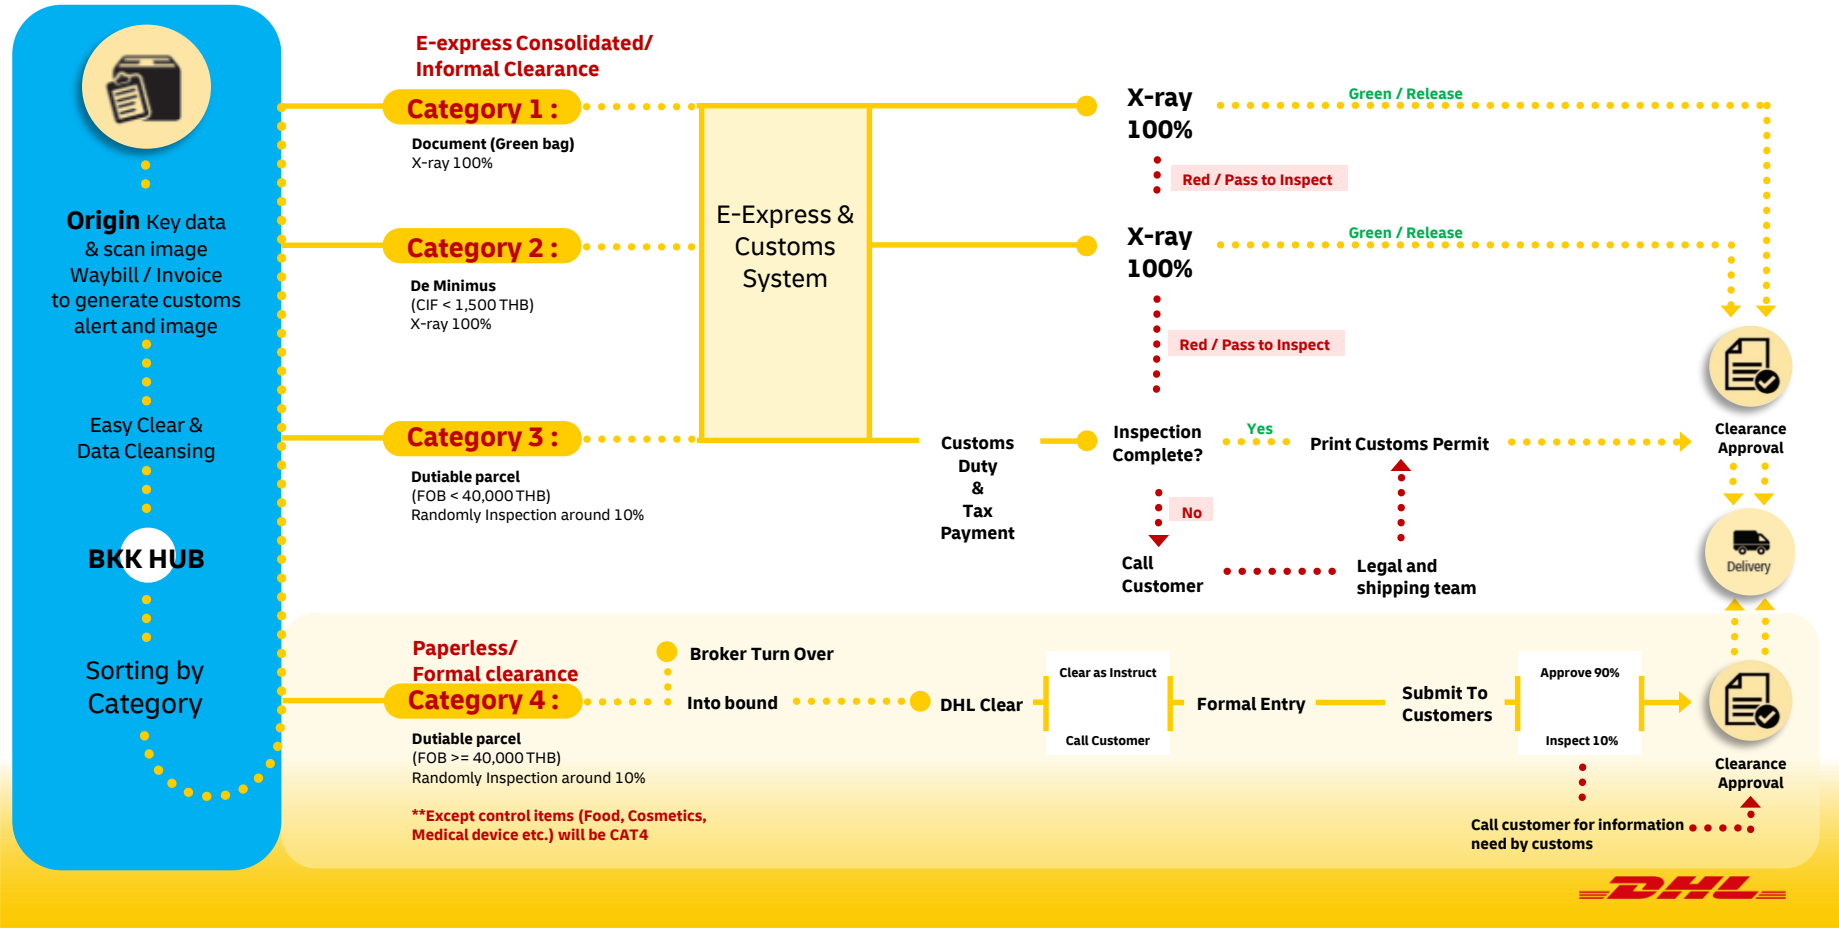 Origin Key data
& scan image
Waybill / Invoice
to generate customs
alert and image
Easy Clear &
Data Cleansing
BKK HUB
Sorting by
Category
E-express Consolidated/
Informal Clearance
Category 1 :
Document (Green bag)
X-ray 100%
Category 2 :
De Minimus
(CIF < 1,500 THB)
X-ray 100%
Category 3 :
Dutiable parcel
(FOB < 40,000 THB)
Randomly Inspection around 10%
E-Express &
Customs
System
X-ray
100%
Green / Release
Red / Pass to Inspect
X-ray
100%
Green / Release
Red / Pass to Inspect
Customs
Duty
&
Tax
Payment
Inspection
Complete?
Yes
Print Customs Permit
No
Call
Customer
Legal and
shipping team
Clearance
Approval
Delivery
Paperless/
Formal clearance
Category 4 :
Dutiable parcel
(FOB >= 40,000 THB)
Randomly Inspection around 10%
**Except control items (Food, Cosmetics,
Medical device etc.) will be CAT4
Broker Turn Over
Into bound
DHL Clear
Clear as Instruct
Call Customer
Formal Entry
Submit To
Customers
Approve 90%
Inspect 10%
Call customer for information
need by customs
Clearance
Approval
DHL